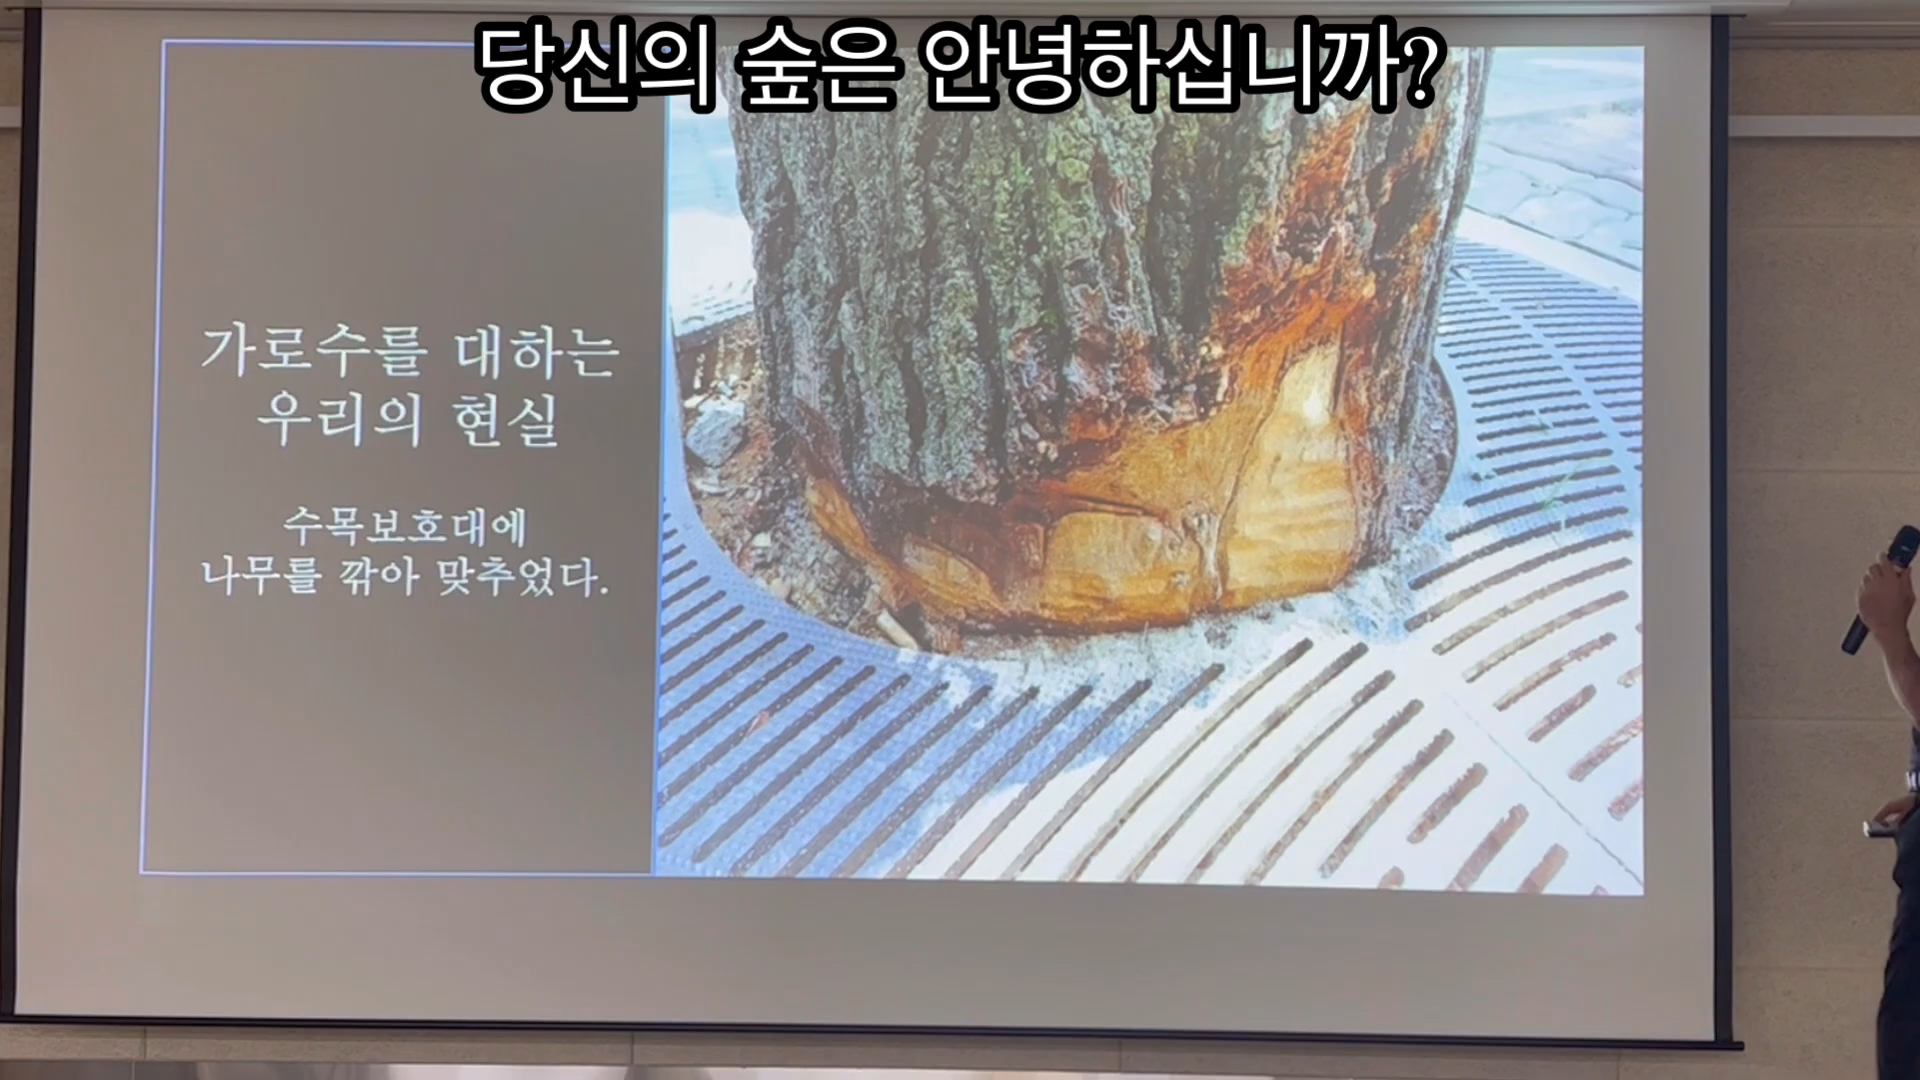 당신의 숲은 안녕하십니까?
가로수를 대하는
우리의 현실
수목보호대에
나무를 깎아 맞추었다.